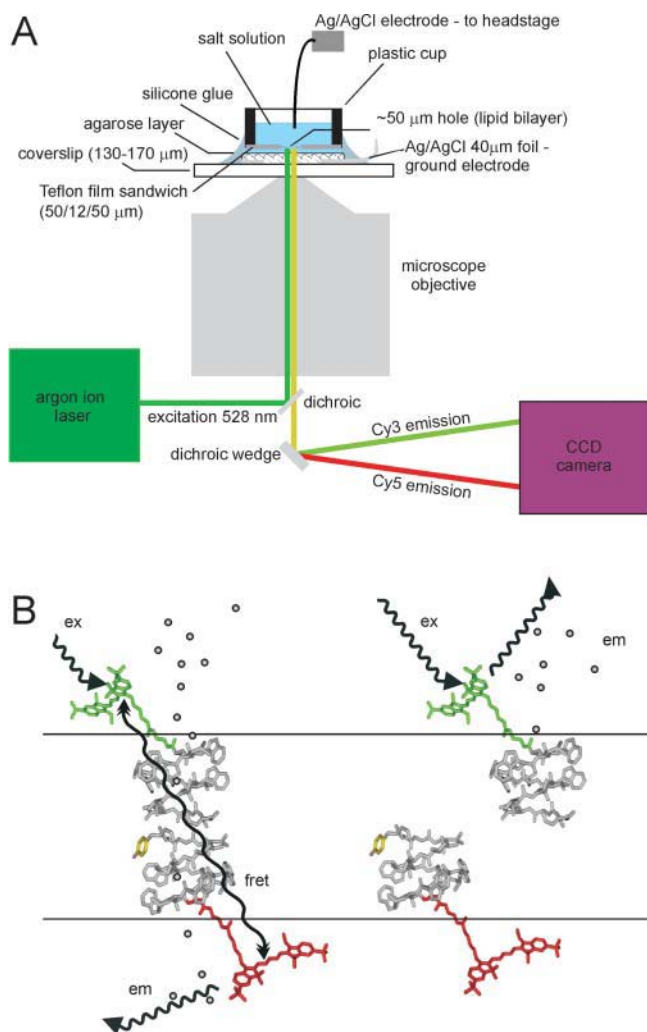 A
Ag/AgCl electrode - to headstage
salt solution
plastic cup
silicone glue
~50 μm hole (lipid bilayer)
agarose layer
Ag/AgCl 40μm foil -
ground electrode
coverslip (130-170 μm)
Teflon film sandwich
(50/12/50 μm)
microscope
objective
argon ion
laser
excitation 528 nm
dichroic
dichroic wedge
Cy3 emission
Cy5 emission
CCD
camera
B
ex
ex
em
fret
em